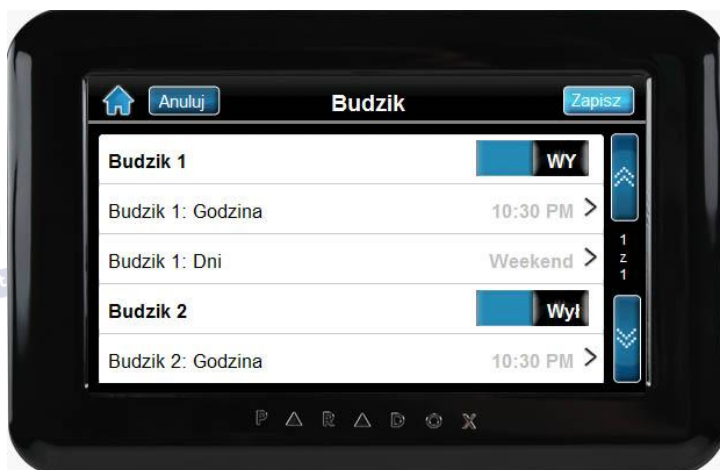 Anuluj Budzik Zapisz
Budzik 1 WY
Budzik 1: Godzina 10:30 PM
Budzik 1: Dni Weekend
1
z
1
Budzik 2 Wył
Budzik 2: Godzina 10:30 PM
PARADOX